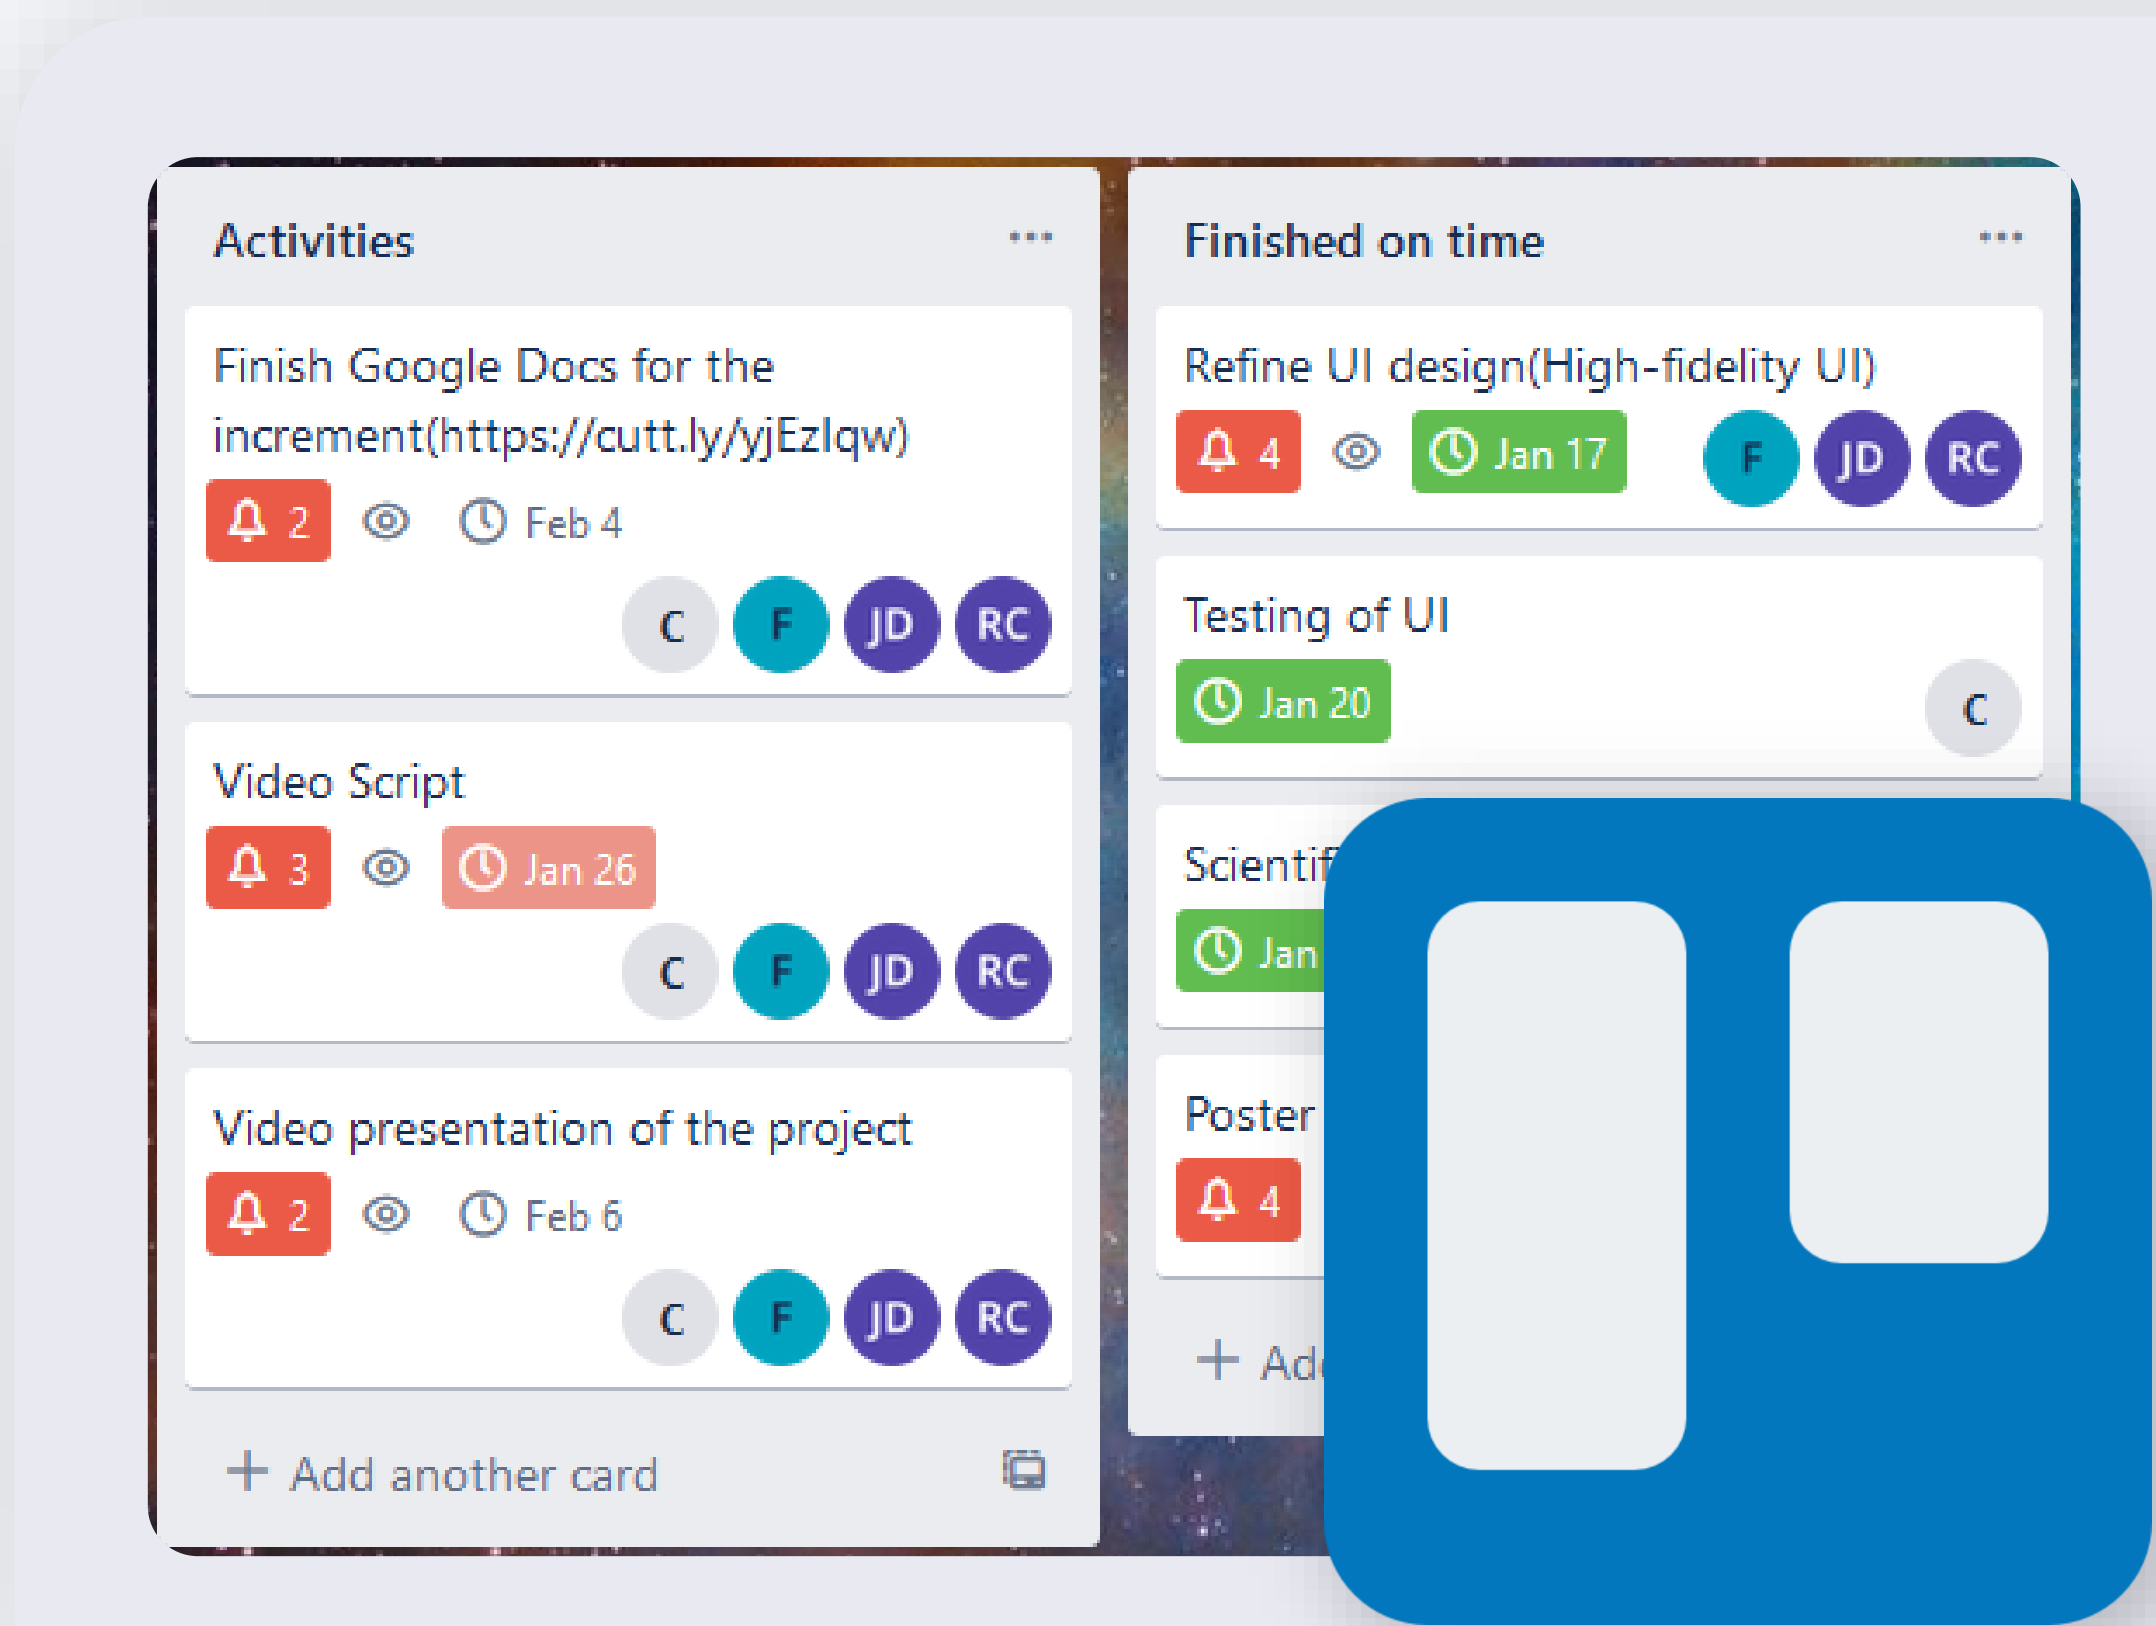 Activities
Finish Google Docs for the
increment(https://cutt.ly/yjEzlqw)
2 Feb 4
C F JD RC
Video Script
3 Jan 26
C F JD RC
Video presentation of the project
2 Feb 6
C F JD RC
+ Add another card
Finished on time
Refine UI design(High-fidelity UI)
4 Jan 17 F JD RC
Testing of UI
Jan 20 C
Jan
Poster
4
+